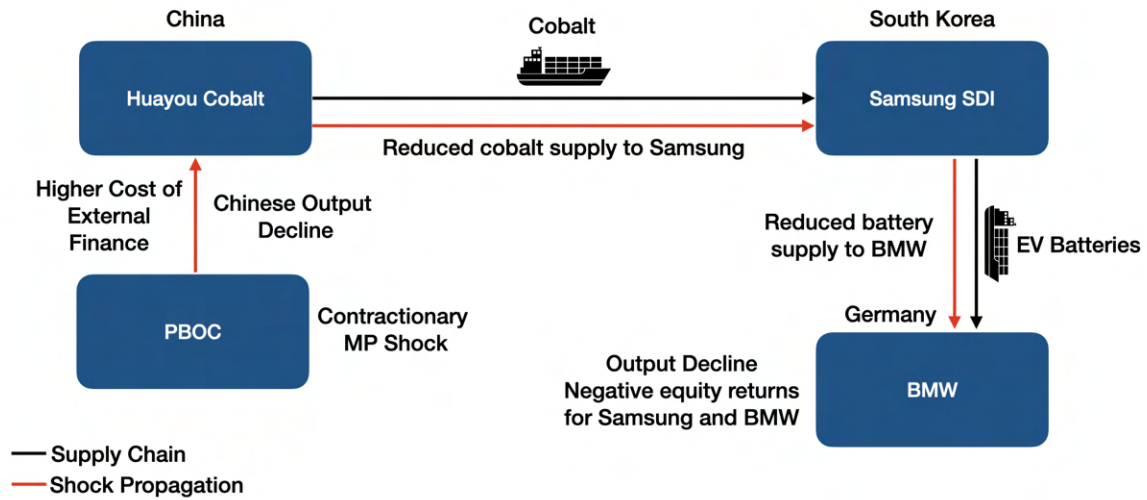 China
South Korea
Cobalt
Huayou Cobalt
Samsung SDI
Reduced cobalt supply to Samsung
Higher Cost of
External
Finance
Chinese Output
Decline
Reduced battery
supply to BMW
EV Batteries
PBOC
Contractionary
MP Shock
Germany
Output Decline
Negative equity returns
for Samsung and BMW
BMW
Supply Chain
Shock Propagation